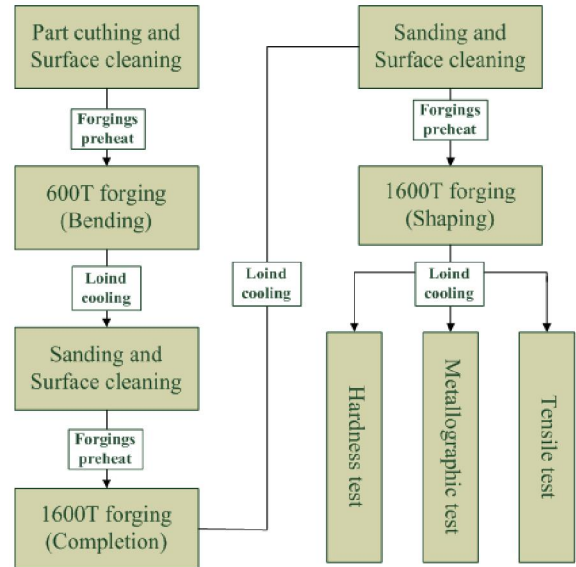 Part cuthing and
Surface cleaning
Forgings
preheat
600T forging
(Bending)
Loind
cooling
Sanding and
Surface cleaning
Forgings
preheat
1600T forging
(Completion)
Loind
cooling
Sanding and
Surface cleaning
Forgings
preheat
1600T forging
(Shaping)
Loind
cooling
Hardness test
Metallographic test
Tensile test